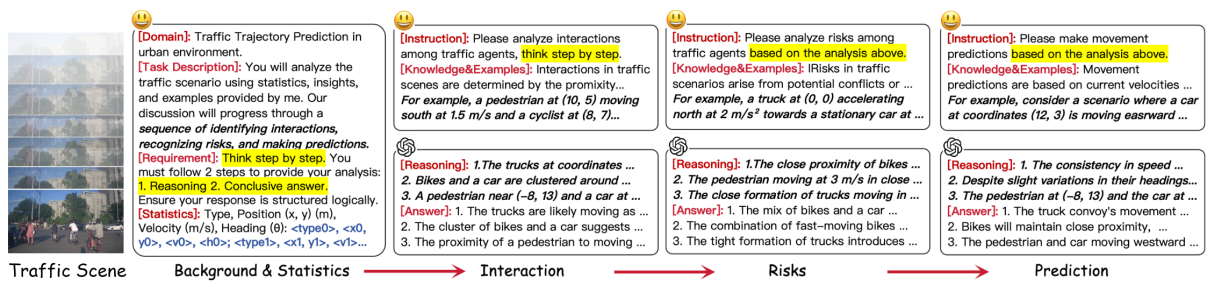 [Domain]: Traffic Trajectory Prediction in
urban environment.
[Task Description]: You will analyze the
traffic scenario using statistics, insights,
and examples provided by me. Our
discussion will progress through a
sequence of identifying interactions,
recognizing risks, and making predictions.
[Requirement]: Think step by step. You
must follow 2 steps to provide your analysis:
1. Reasoning 2. Conclusive answer.
Ensure your response is structured logically.
[Statistics]: Type, Position (x, y) (m),
Velocity (m/s), Heading (θ): <type0>, <x0,
y0>, <v0>, <h0>; <type1>, <x1, y1>, <v1>...
[Instruction]: Please analyze interactions
among traffic agents, think step by step.
[Knowledge&Examples]: Interactions in traffic
scenes are determined by the promixity...
For example, a pedestrian at (10, 5) moving
south at 1.5 m/s and a cyclist at (8, 7)...
[Reasoning]: 1.The trucks at coordinates ...
2. Bikes and a car are clustered around ...
3. A pedestrian near (-8, 13) and a car at ...
[Answer]: 1. The trucks are likely moving as ...
2. The cluster of bikes and a car suggests ...
3. The proximity of a pedestrian to moving ...
[Instruction]: Please analyze risks among
traffic agents based on the analysis above.
[Knowledge&Examples]: IRisks in traffic
scenarios arise from potential conflicts or ...
For example, a truck at (0, 0) accelerating
north at 2 m/s² towards a stationary car at ...
[Reasoning]: 1.The close proximity of bikes ...
2. The pedestrian moving at 3 m/s in close ...
3. The close formation of trucks moving in ...
[Answer]: 1. The mix of bikes and a car ...
2. The combination of fast-moving bikes ...
3. The tight formation of trucks introduces ...
[Instruction]: Please make movement
predictions based on the analysis above.
[Knowledge&Examples]: Movement
predictions are based on current velocities ...
For example, consider a scenario where a car
at coordinates (12, 3) is moving easrward ...
[Reasoning]: 1. The consistency in speed ...
2. Despite slight variations in their headings...
3. The pedestrian at (-8, 13) and the car at ...
[Answer]: 1. The truck convoy's movement ...
2. Bikes will maintain close proximity, ...
3. The pedestrian and car moving westward ...
Traffic Scene
Background & Statistics
Interaction
Risks
Prediction